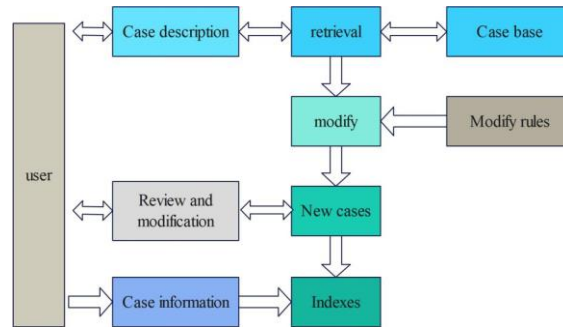 Case description
retrieval
Case base
modify
Modify rules
user
Review and
modification
New cases
Case information
Indexes